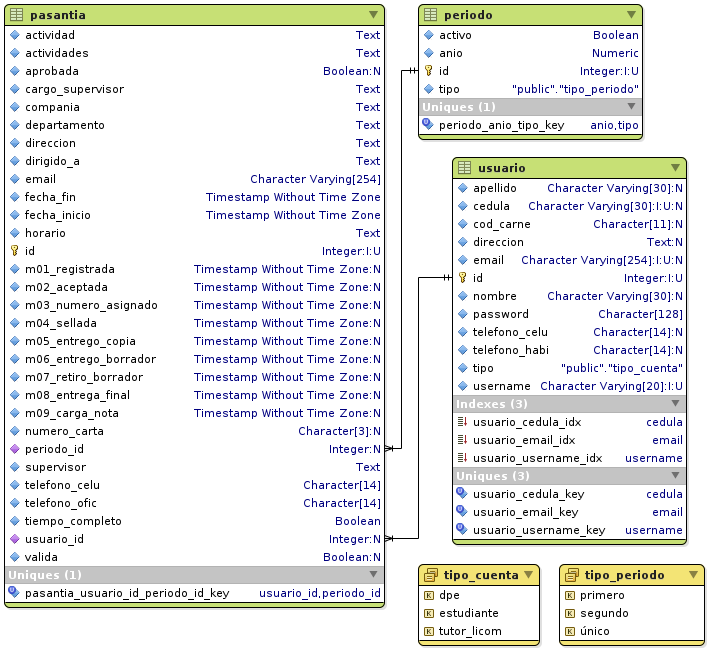 pasantia
actividad Text
actividades Text
aprobada Boolean:N
cargo_supervisor Text
compania Text
departamento Text
direccion Text
dirigido_a Text
email Character Varying[254]
fecha_fin Timestamp Without Time Zone
fecha_inicio Timestamp Without Time Zone
horario Text
id Integer:I:U
m01_registrada Timestamp Without Time Zone:N
m02_aceptada Timestamp Without Time Zone:N
m03_numero_asignado Timestamp Without Time Zone:N
m04_sellada Timestamp Without Time Zone:N
m05_entrego_copia Timestamp Without Time Zone:N
m06_entrego_borrador Timestamp Without Time Zone:N
m07_retiro_borrador Timestamp Without Time Zone:N
m08_entrega_final Timestamp Without Time Zone:N
m09_carga_nota Timestamp Without Time Zone:N
numero_carta Character[3]:N
periodo_id Integer:N
supervisor Text
telefono_celu Character[14]
telefono_ofic Character[14]
tiempo_completo Boolean
usuario_id Integer:N
valida Boolean:N
Uniques (1)
pasantia_usuario_id_periodo_id_key usuario_id,periodo_id
periodo
activo Boolean
anio Numeric
id Integer:I:U
tipo "public"."tipo_periodo"
Uniques (1)
periodo_anio_tipo_key anio,tipo
usuario
apellido Character Varying[30]:N
cedula Character Varying[30]:I:U:N
cod_carne Character[11]:N
direccion Text:N
email Character Varying[254]:I:U:N
id Integer:I:U
nombre Character Varying[30]:N
password Character[128]
telefono_celu Character[14]:N
telefono_habi Character[14]:N
tipo "public"."tipo_cuenta"
username Character Varying[20]:I:U
Indexes (3)
usuario_cedula_idx cedula
usuario_email_idx email
usuario_username_idx username
Uniques (3)
usuario_cedula_key cedula
usuario_email_key email
usuario_username_key username
tipo_cuenta
dpe
estudiante
tutor_licom
tipo_periodo
primero
segundo
único